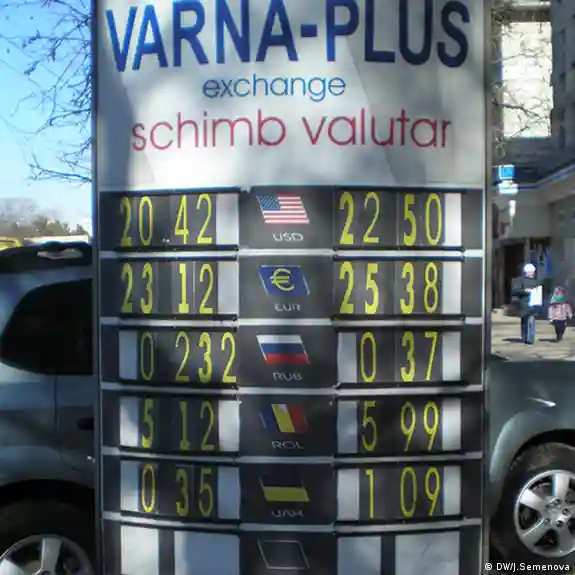 VARNA-PLUS
exchange
schimb valutar
20 42 USD 22 50
23 12 EUR 25 38
0 232 RUB 0 37
5 12 ROL 5 99
0 35 UAH 1 09
© DW/J.Semenova